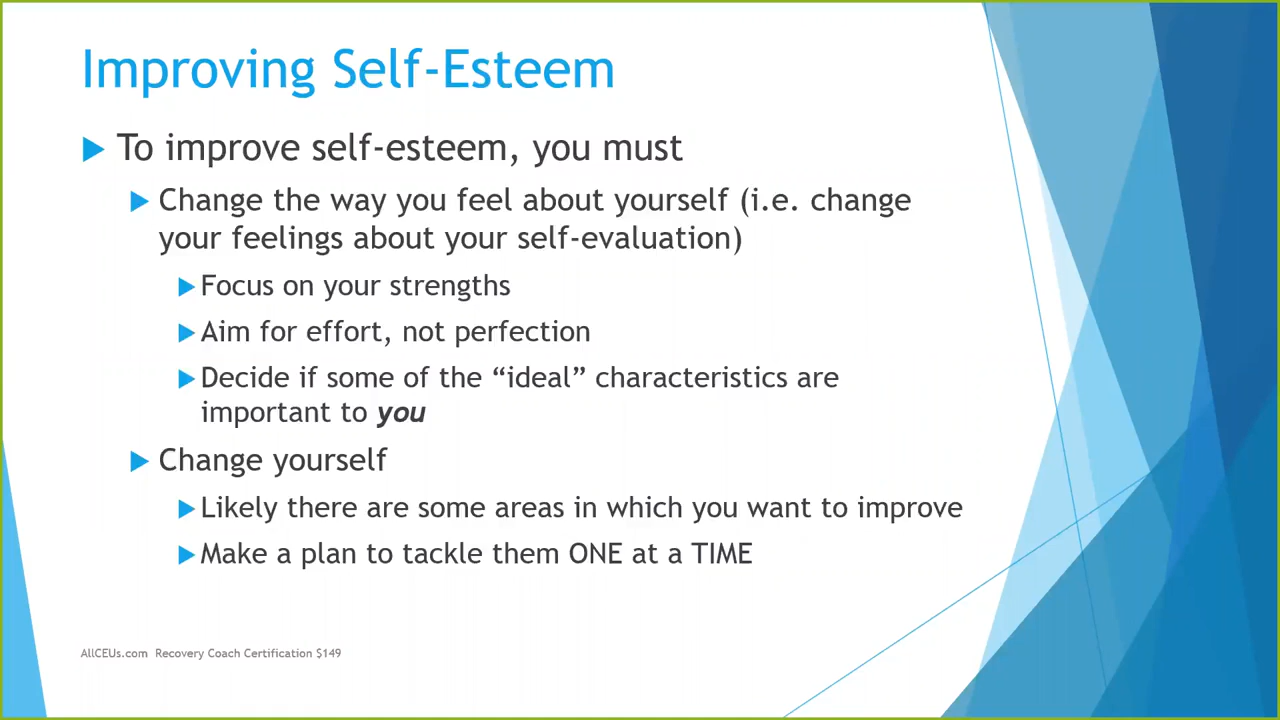 Improving Self-Esteem
To improve self-esteem, you must
Change the way you feel about yourself (i.e. change
your feelings about your self-evaluation)
Focus on your strengths
Aim for effort, not perfection
Decide if some of the “ideal” characteristics are
important to you
Change yourself
Likely there are some areas in which you want to improve
Make a plan to tackle them ONE at a TIME
AllCEUs.com Recovery Coach Certification $149